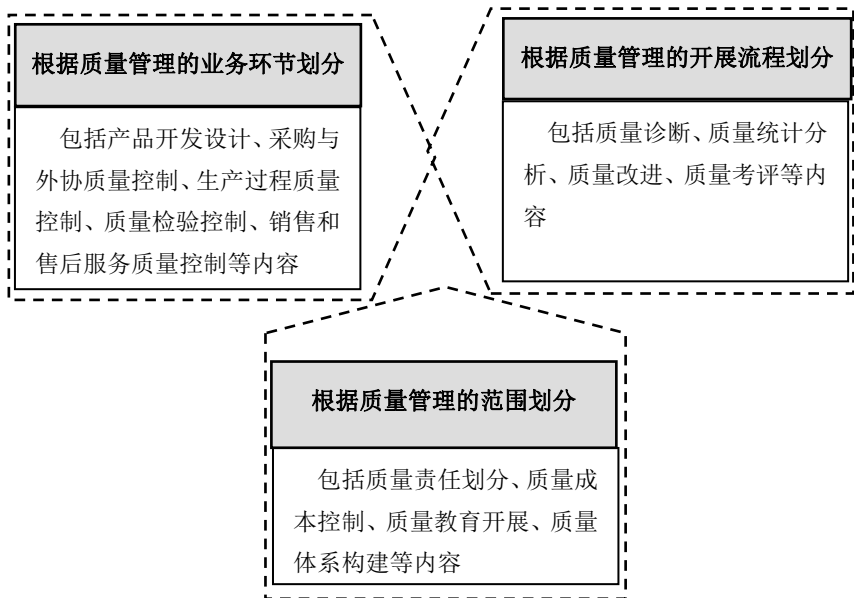 根据质量管理的业务环节划分
包括产品开发设计、采购与
外协质量控制、生产过程质量
控制、质量检验控制、销售和
售后服务质量控制等内容
根据质量管理的开展流程划分
包括质量诊断、质量统计分
析、质量改进、质量考评等内
容
根据质量管理的范围划分
包括质量责任划分、质量成
本控制、质量教育开展、质量
体系构建等内容